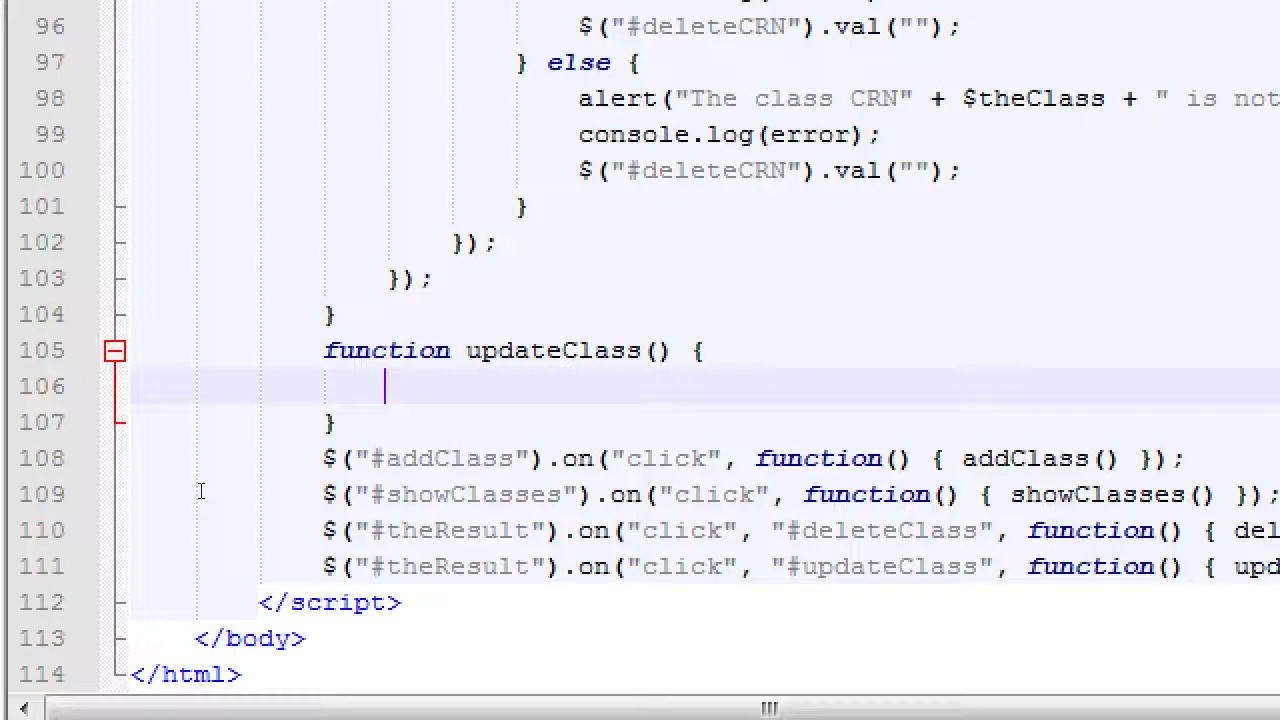 96 $("#deleteCRN").val("");
97 } else {
98 alert("The class CRN" + $theClass + " is not
99 console.log(error);
100 $("#deleteCRN").val("");
101 }
102 });
103 });
104 }
105 function updateClass() {
106
107 }
108 $("#addClass").on("click", function() { addClass() });
109 $("#showClasses").on("click", function() { showClasses() });
110 $("#theResult").on("click", "#deleteClass", function() { del
111 $("#theResult").on("click", "#updateClass", function() { upd
112 </script>
113 </body>
114 </html>